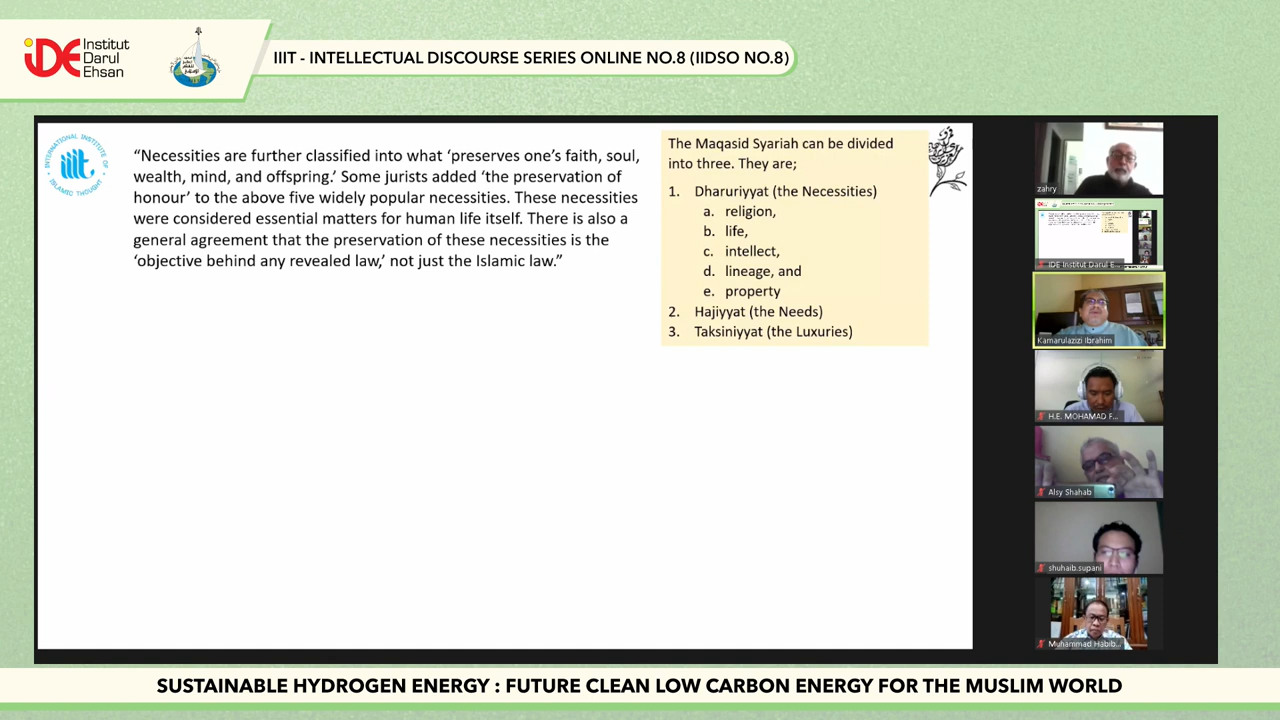 iDE Institut
Darul
Ehsan
IIIT - INTELLECTUAL DISCOURSE SERIES ONLINE NO.8 (IIDSO NO.8)
INTERNATIONAL INSTITUTE OF ISLAMIC THOUGHT
iiit
“Necessities are further classified into what ‘preserves one’s faith, soul,
wealth, mind, and offspring.’ Some jurists added ‘the preservation of
honour’ to the above five widely popular necessities. These necessities
were considered essential matters for human life itself. There is also a
general agreement that the preservation of these necessities is the
‘objective behind any revealed law,’ not just the Islamic law.”
The Maqasid Syariah can be divided
into three. They are;
1. Dharuriyyat (the Necessities)
a. religion,
b. life,
c. intellect,
d. lineage, and
e. property
2. Hajiyyat (the Needs)
3. Taksiniyyat (the Luxuries)
zahry
IDE Institut Darul E...
Kamarulazizi Ibrahim
H.E. MOHAMAD F...
Alsy Shahab
shuhaib.supani
Muhammad Habib...
SUSTAINABLE HYDROGEN ENERGY : FUTURE CLEAN LOW CARBON ENERGY FOR THE MUSLIM WORLD